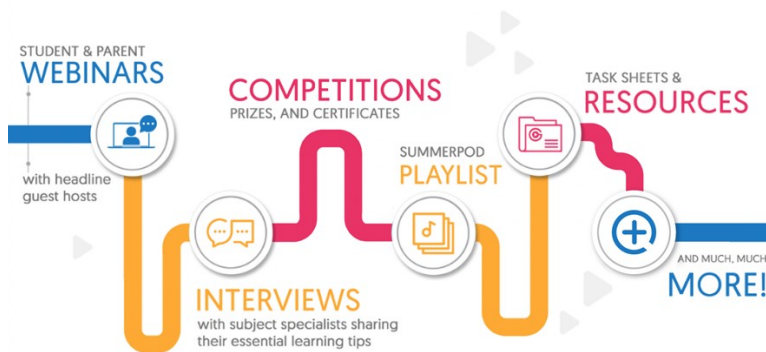 STUDENT & PARENT
WEBINARS
with headline
guest hosts
INTERVIEWS
with subject specialists sharing
their essential learning tips
COMPETITIONS
PRIZES, AND CERTIFICATES
SUMMERPOD
PLAYLIST
TASK SHEETS &
RESOURCES
AND MUCH, MUCH
MORE!